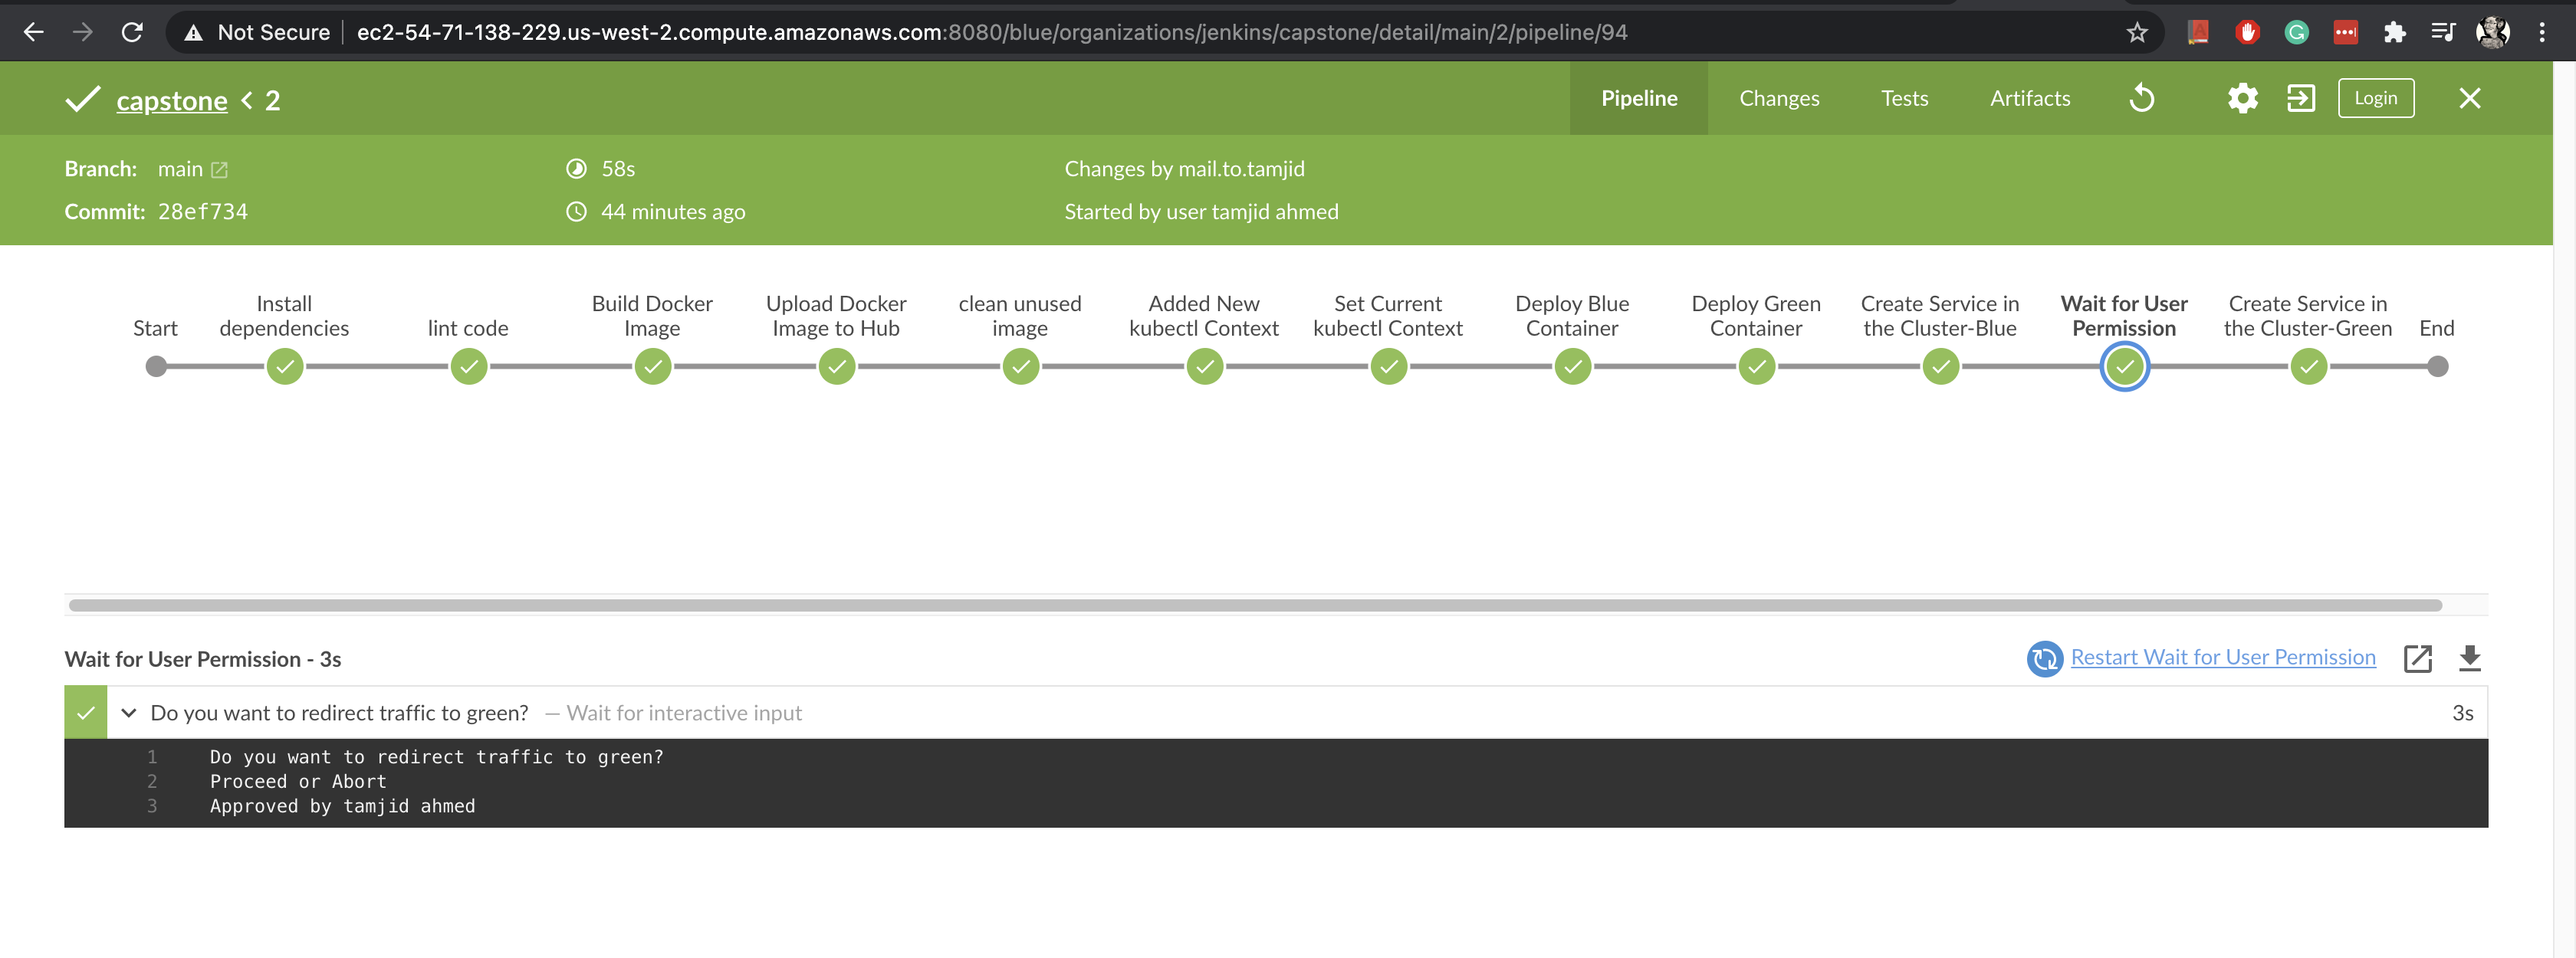 Not Secure ec2-54-71-138-229.us-west-2.compute.amazonaws.com:8080/blue/organizations/jenkins/capstone/detail/main/2/pipeline/94
capstone < 2
Pipeline Changes Tests Artifacts Login
Branch: main 58s Changes by mail.to.tamjid
Commit: 28ef734 44 minutes ago Started by user tamjid ahmed
Start
Install
dependencies
lint code
Build Docker
Image
Upload Docker
Image to Hub
clean unused
image
Added New
kubectl Context
Set Current
kubectl Context
Deploy Blue
Container
Deploy Green
Container
Create Service in
the Cluster-Blue
Wait for User
Permission
Create Service in
the Cluster-Green
End
Wait for User Permission - 3s
Restart Wait for User Permission
Do you want to redirect traffic to green? — Wait for interactive input 3s
1 Do you want to redirect traffic to green?
2 Proceed or Abort
3 Approved by tamjid ahmed